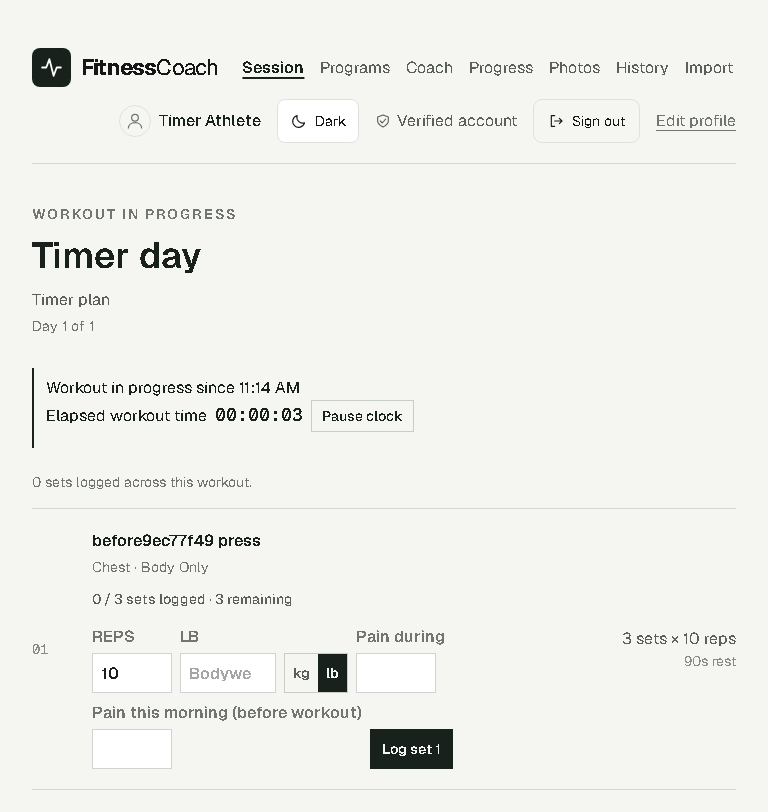 FitnessCoach Session Programs Coach Progress Photos History Import
Timer Athlete Dark Verified account Sign out Edit profile
WORKOUT IN PROGRESS
Timer day
Timer plan
Day 1 of 1
Workout in progress since 11:14 AM
Elapsed workout time 00:00:03 Pause clock
0 sets logged across this workout.
before9ec77f49 press
Chest · Body Only
0 / 3 sets logged · 3 remaining
REPS LB Pain during
01
10 Bodywe kg lb
3 sets × 10 reps
90s rest
Pain this morning (before workout)
Log set 1